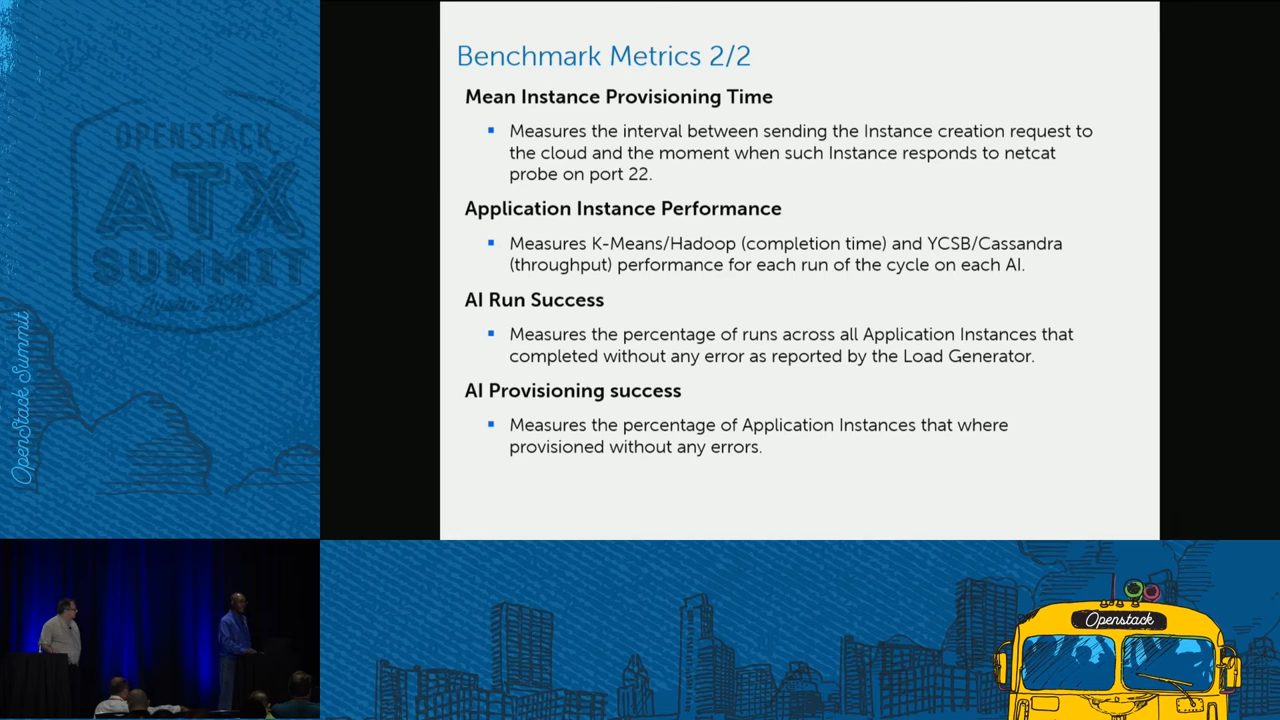 Benchmark Metrics 2/2
Mean Instance Provisioning Time
Measures the interval between sending the Instance creation request to
the cloud and the moment when such Instance responds to netcat
probe on port 22.
Application Instance Performance
Measures K-Means/Hadoop (completion time) and YCSB/Cassandra
(throughput) performance for each run of the cycle on each AI.
AI Run Success
Measures the percentage of runs across all Application Instances that
completed without any error as reported by the Load Generator.
AI Provisioning success
Measures the percentage of Application Instances that where
provisioned without any errors.
OPENSTACK
ATX
SUMMIT
Austin 2016
OpenStack Summit
Openstack